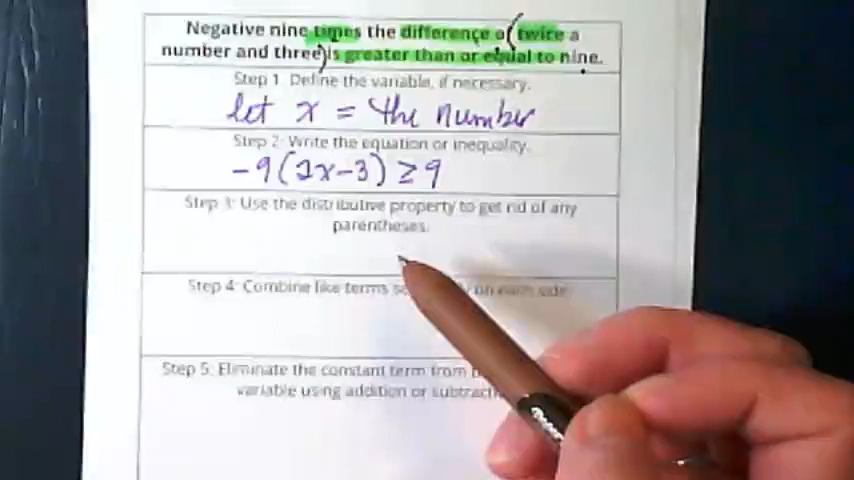 Negative nine times the difference of (twice a
number and three) is greater than or equal to nine.
Step 1: Define the variable, if necessary.
let x = the number
Step 2: Write the equation or inequality.
-9(2x-3) ≥ 9
Step 3: Use the distributive property to get rid of any
parentheses.
Step 4: Combine like terms on each side
Step 5: Eliminate the constant term from
variable using addition or